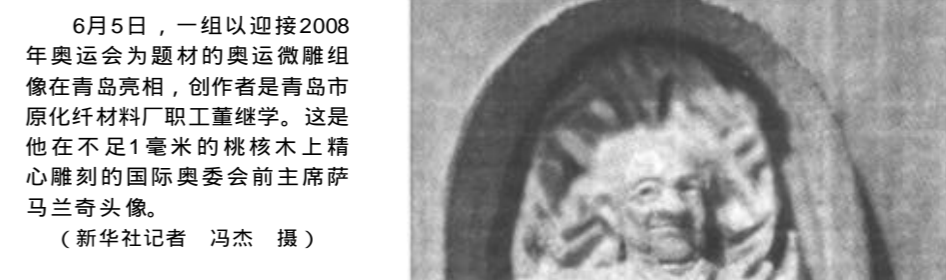 6月5日，一组以迎接2008
年奥运会为题材的奥运微雕组
像在青岛亮相，创作者是青岛市
原化纤材料厂职工董继学。这是
他在不足1毫米的桃核木上精
心雕刻的国际奥委会前主席萨
马兰奇头像。
（新华社记者　冯杰　摄）